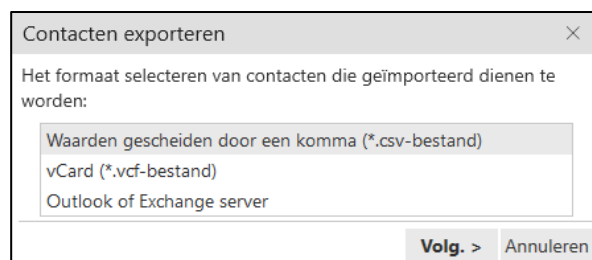 Contacten exporteren
Het formaat selecteren van contacten die geïmporteerd dienen te
worden:
Waarden gescheiden door een komma (*.csv-bestand)
vCard (*.vcf-bestand)
Outlook of Exchange server
Volg. > Annuleren